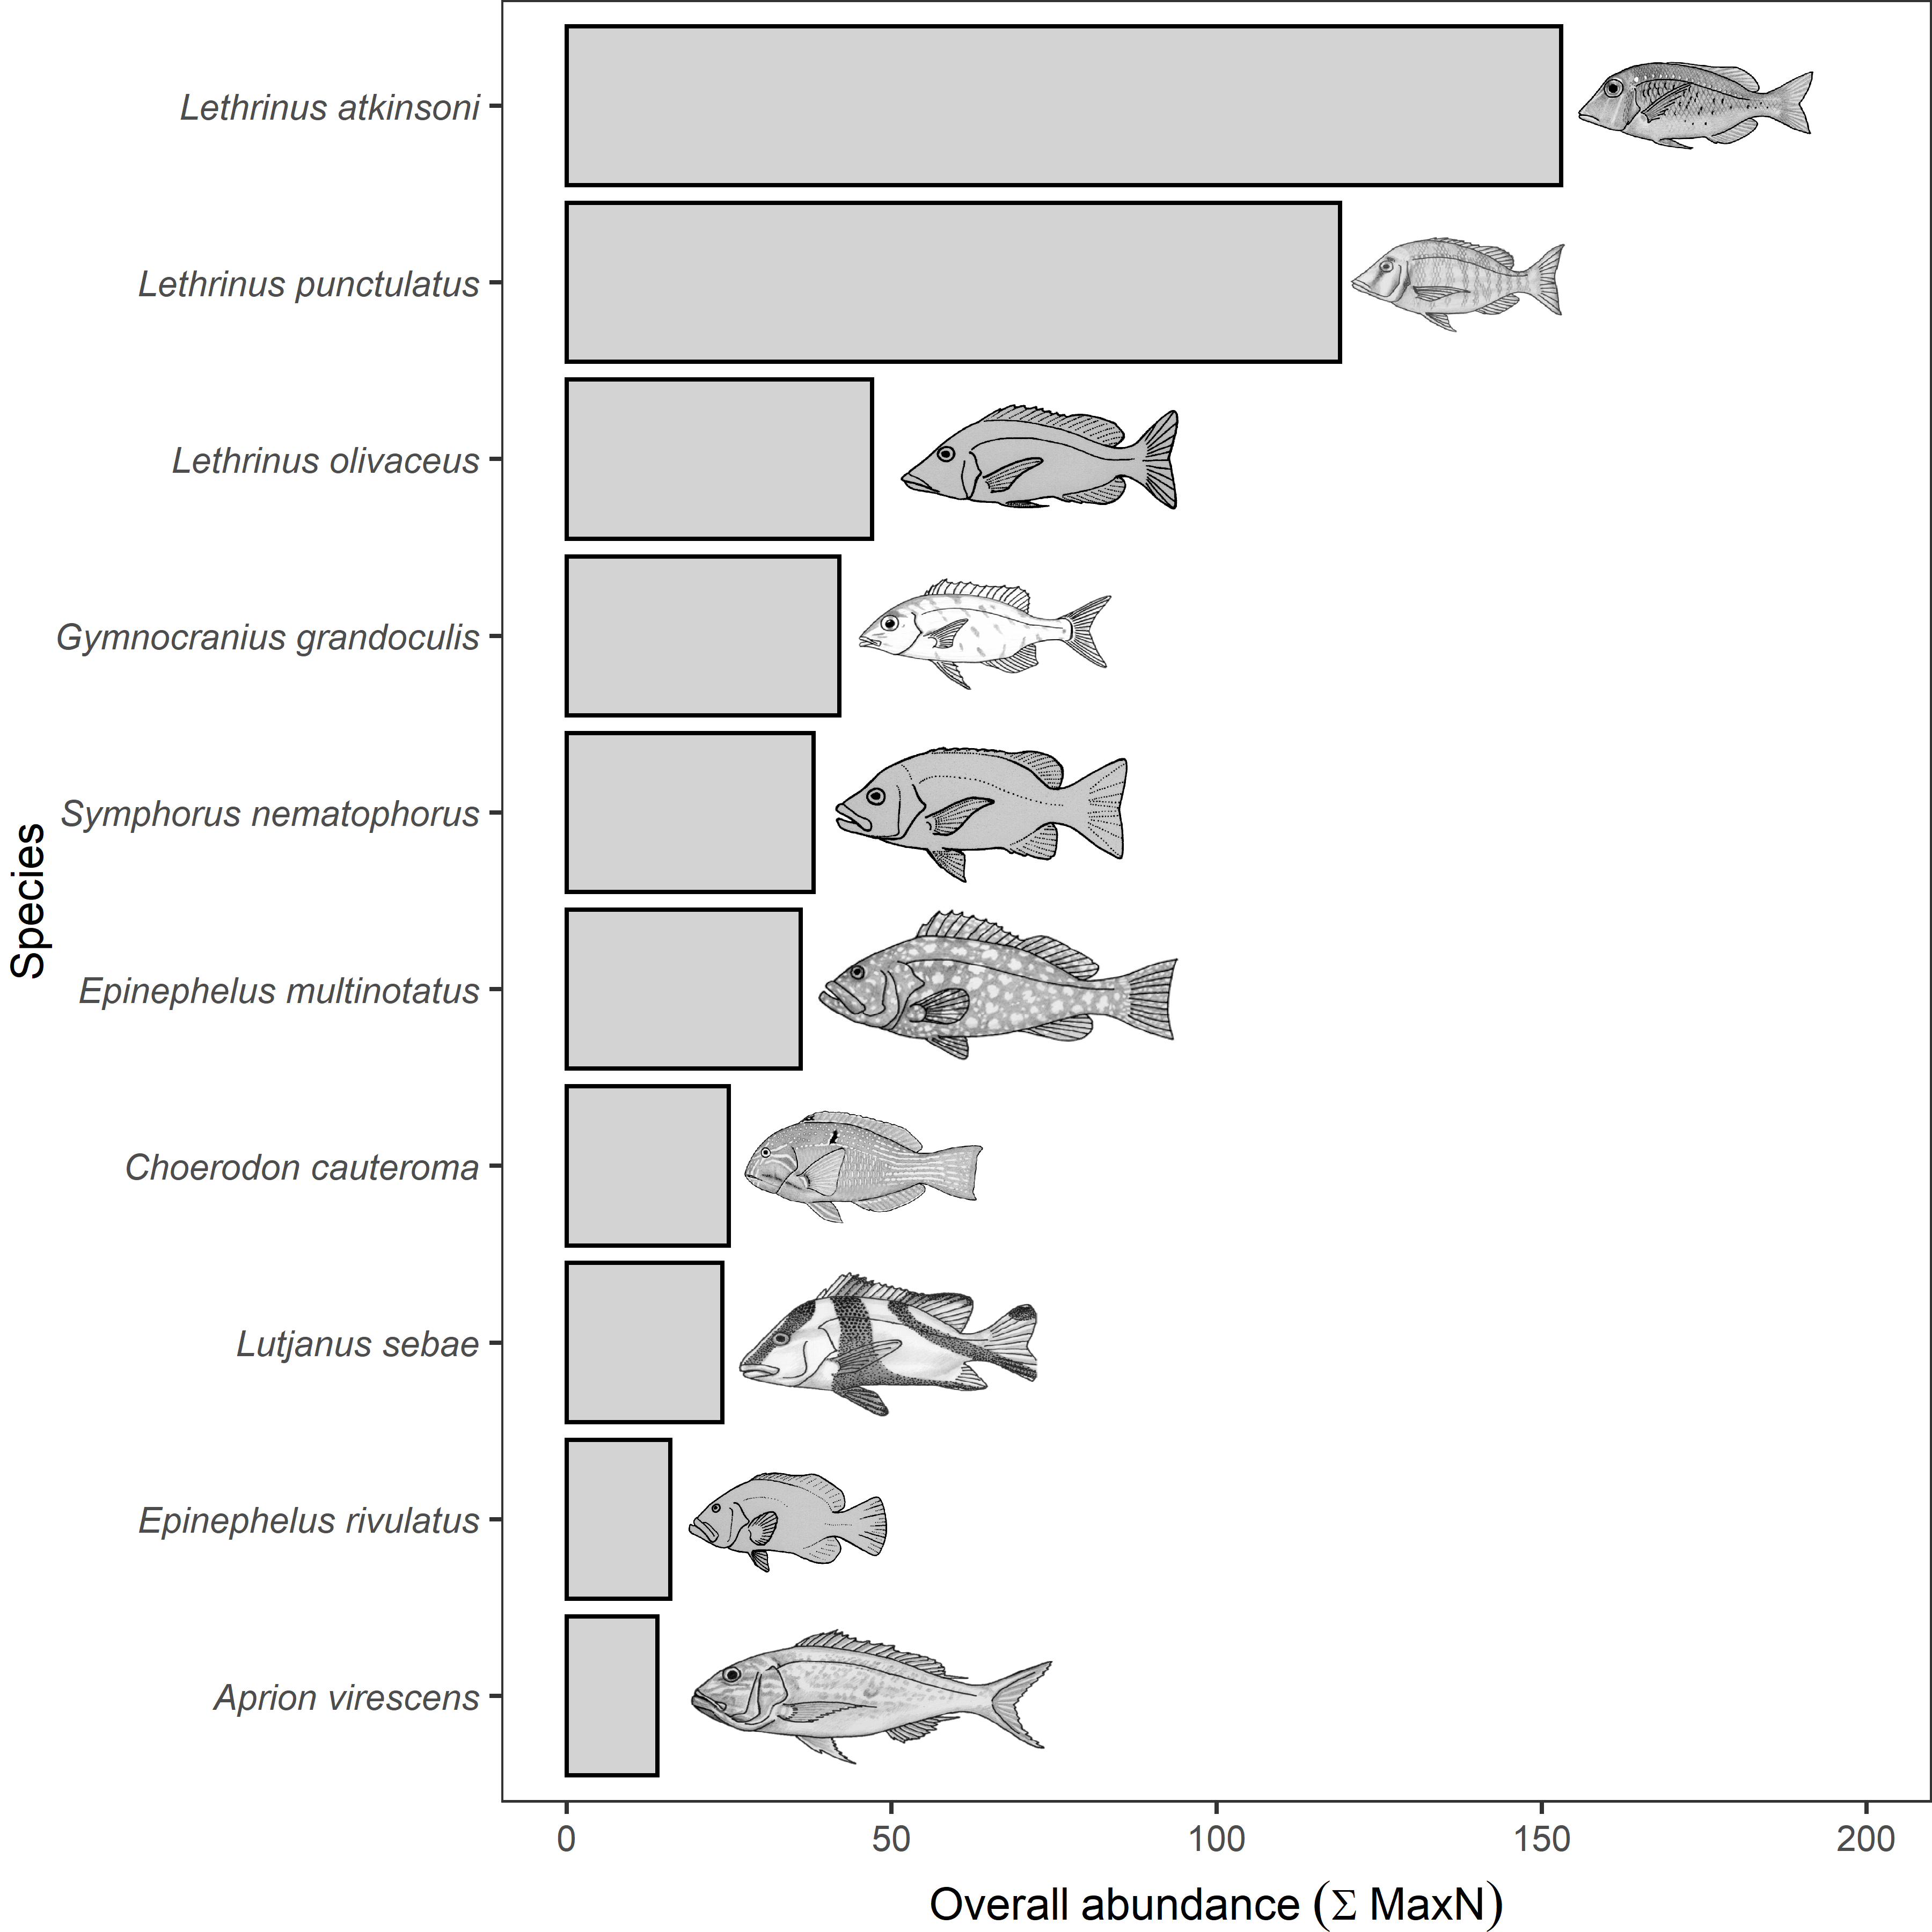 Lethrinus atkinsoni
Lethrinus punctulatus
Lethrinus olivaceus
Gymnocranius grandoculis
Symphorus nematophorus
Epinephelus multinotatus
Choerodon cauteroma
Lutjanus sebae
Epinephelus rivulatus
Aprion virescens
Species
0 50 100 150 200
Overall abundance (Σ MaxN)